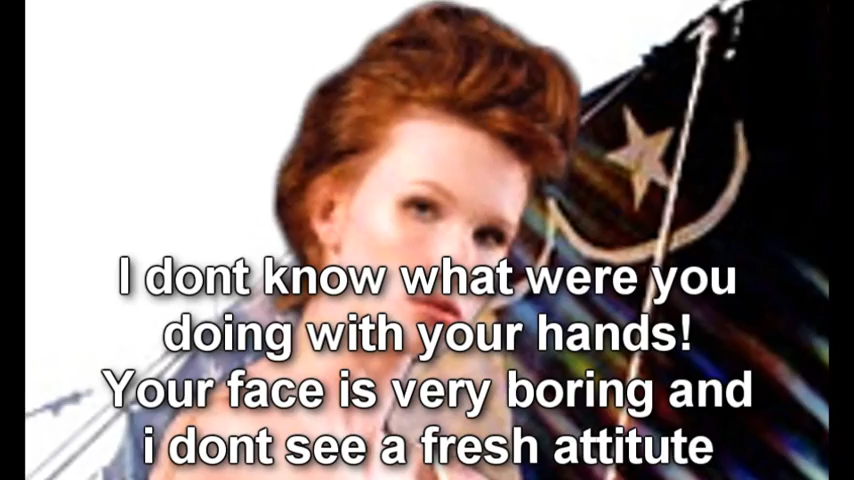 I dont know what were you
doing with your hands!
Your face is very boring and
i dont see a fresh attitute